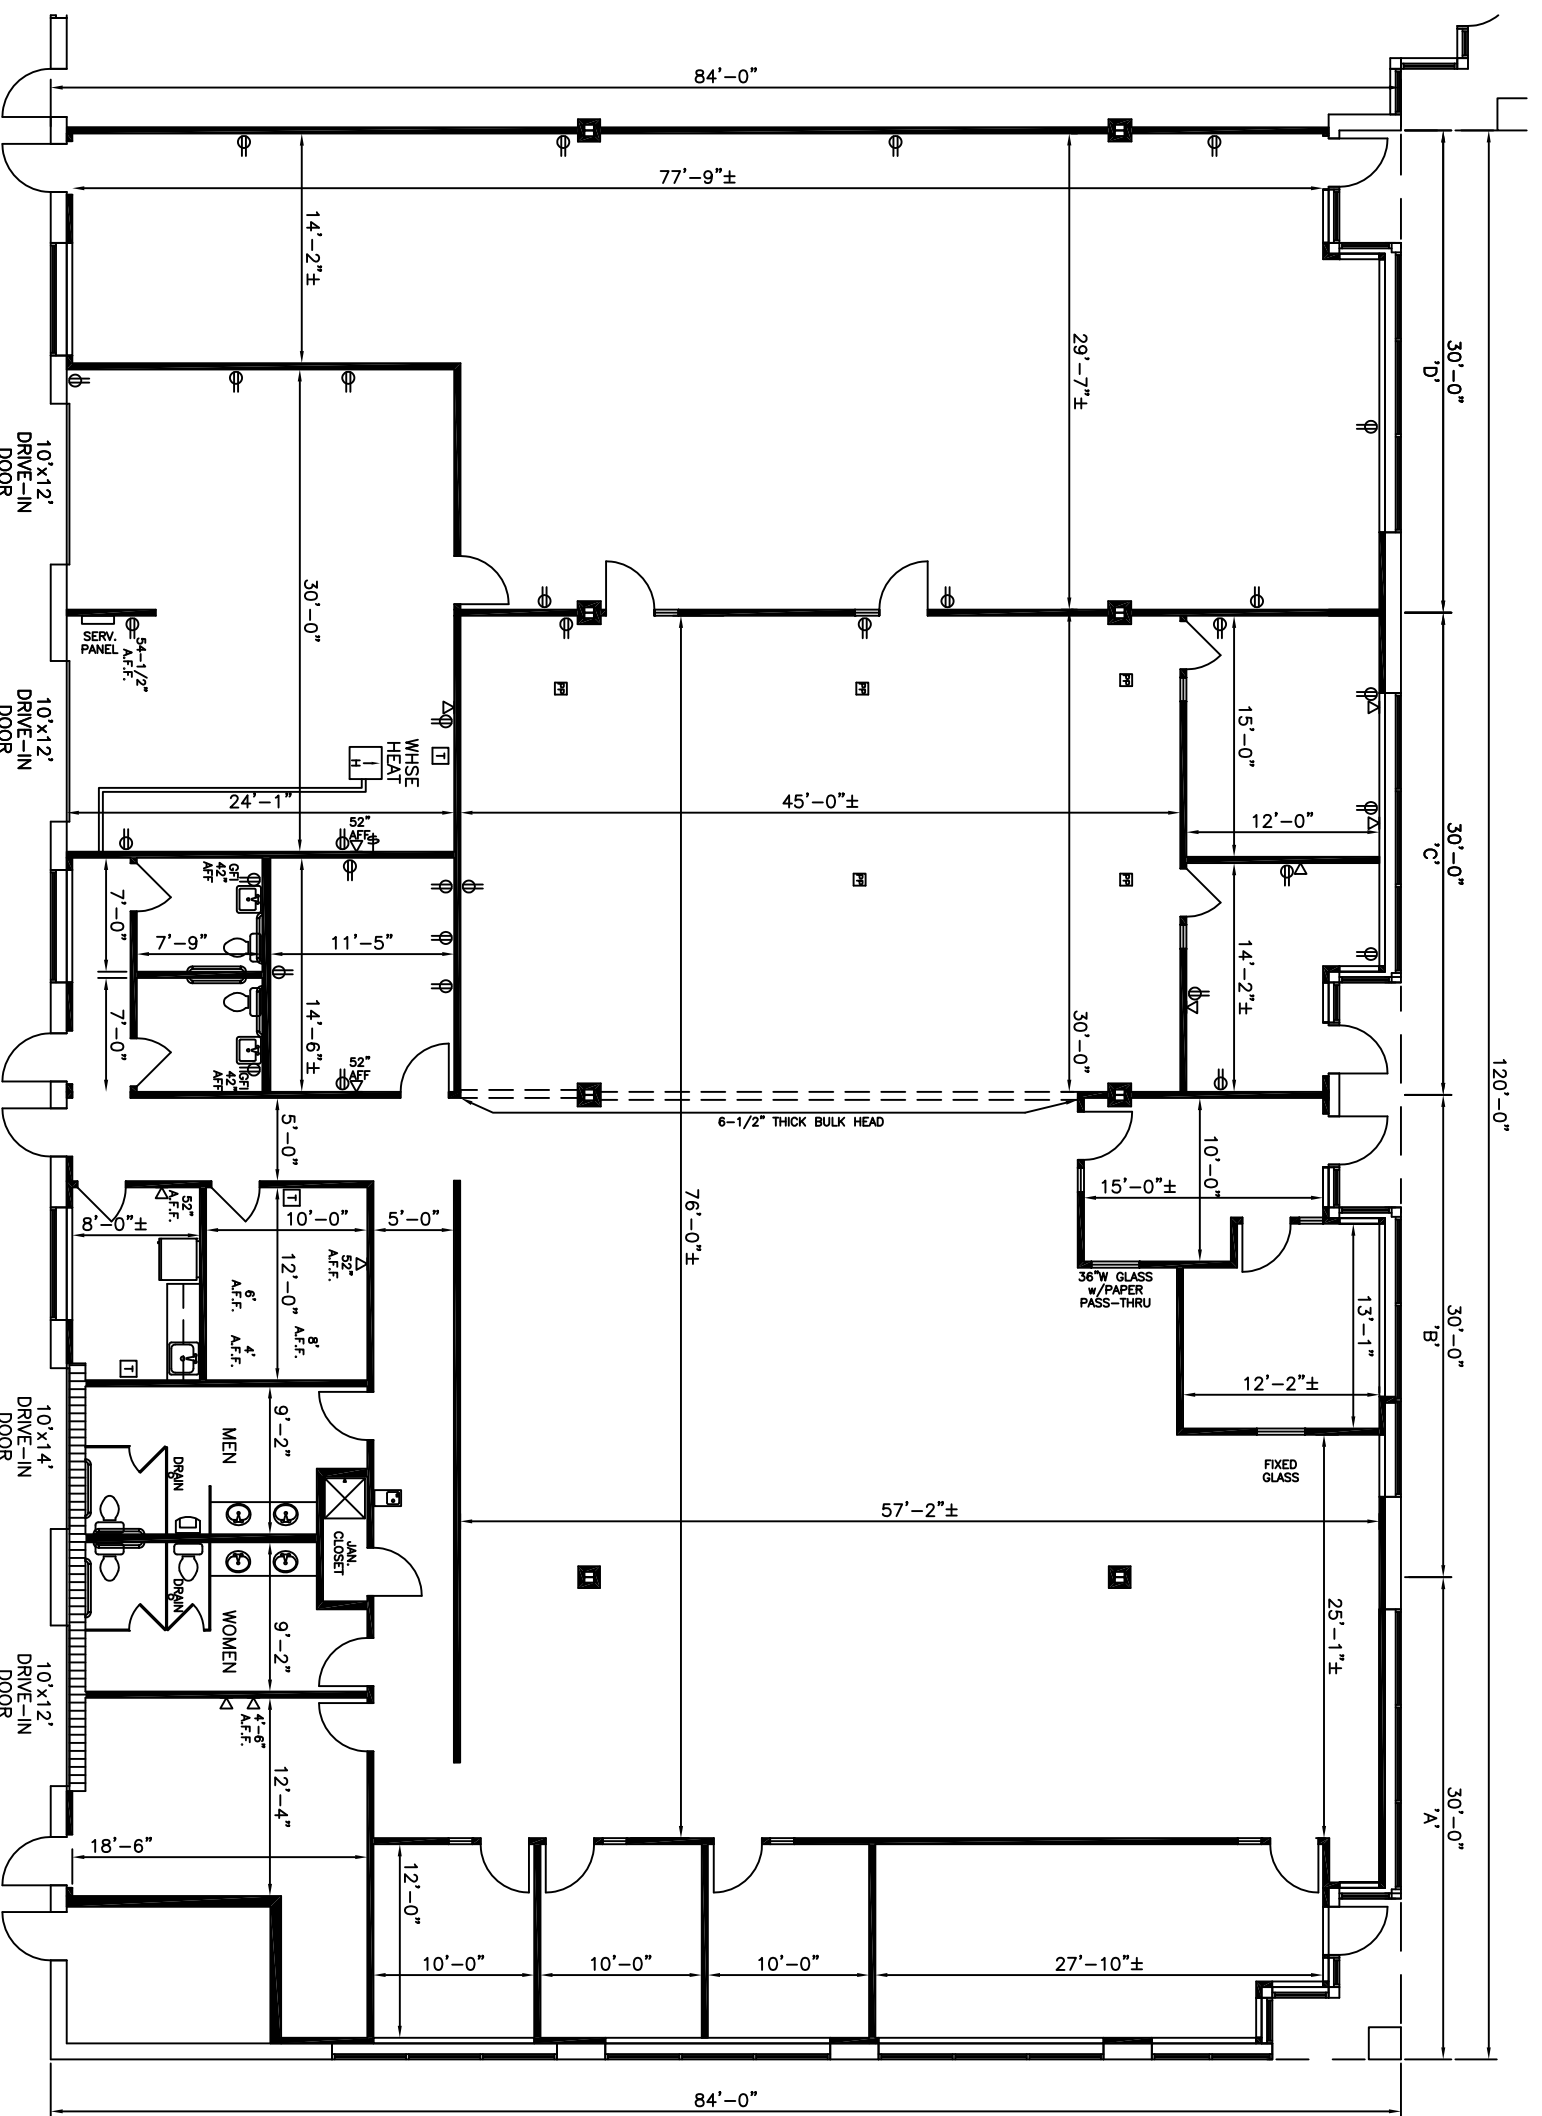 84'-0"
77'-9"±
14'-2"±
29'-7"±
30'-0"
'D'
10'x12'
DRIVE-IN
DOOR
30'-0"
SERV.
PANEL
54-1/2"
A.F.F.
10'x12'
DRIVE-IN
DOOR
WHSE
HEAT
H
T
24'-1"
52"
AFF
45'-0"±
PP
PP
PP
PP
PP
15'-0"
12'-0"
30'-0"
'C'
GFI
42"
AFF
7'-0"
7'-9"
11'-5"
14'-6"±
7'-0"
GFI
42"
AFF
52"
AFF
30'-0"
14'-2"±
120'-0"
6-1/2" THICK BULK HEAD
5'-0"
10'-0"
15'-0"±
76'-0"±
52"
A.F.F.
8'-0"±
T
10'-0"
5'-0"
12'-0"
52"
A.F.F.
6'
A.F.F.
4'
A.F.F.
8'
A.F.F.
T
36"W GLASS
w/PAPER
PASS-THRU
13'-1"
12'-2"±
30'-0"
'B'
FIXED
GLASS
10'x14'
DRIVE-IN
DOOR
MEN
9'-2"
DRAIN
JAN.
CLOSET
57'-2"±
DRAIN
WOMEN
9'-2"
25'-1"±
10'x12'
DRIVE-IN
DOOR
4'-6"
A.F.F.
12'-4"
18'-6"
30'-0"
'A'
12'-0"
10'-0"
10'-0"
10'-0"
27'-10"±
84'-0"